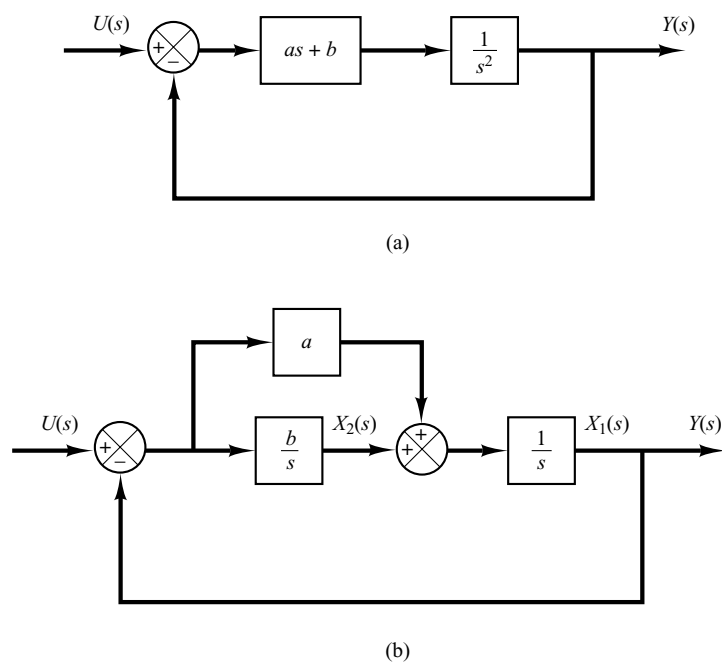 U(s)
Y(s)
+
−
as + b
1
s²
(a)
a
U(s)
X₂(s)
X₁(s)
Y(s)
+
+
+
−
b
s
1
s
(b)